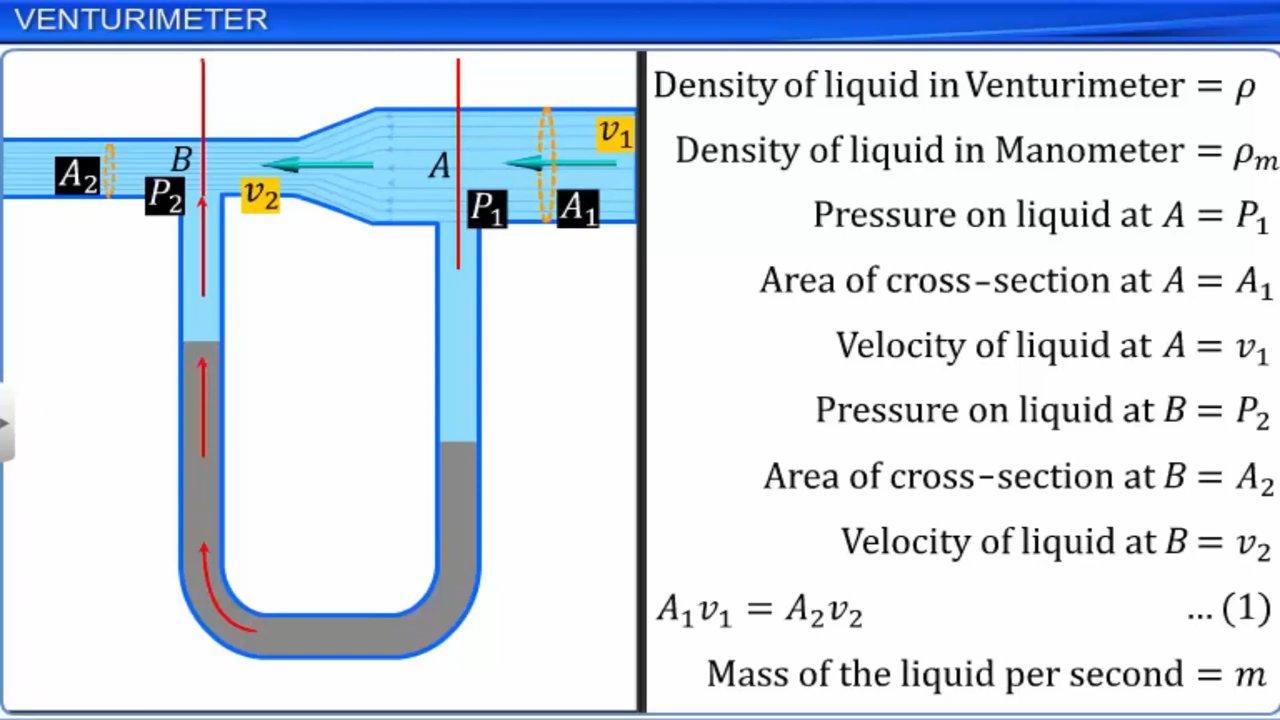 VENTURIMETER
A₂
B
P₂
v₂
A
P₁
A₁
v₁
Density of liquid in Venturimeter = ρ
Density of liquid in Manometer = ρₘ
Pressure on liquid at A = P₁
Area of cross−section at A = A₁
Velocity of liquid at A = v₁
Pressure on liquid at B = P₂
Area of cross−section at B = A₂
Velocity of liquid at B = v₂
A₁v₁ = A₂v₂ ... (1)
Mass of the liquid per second = m